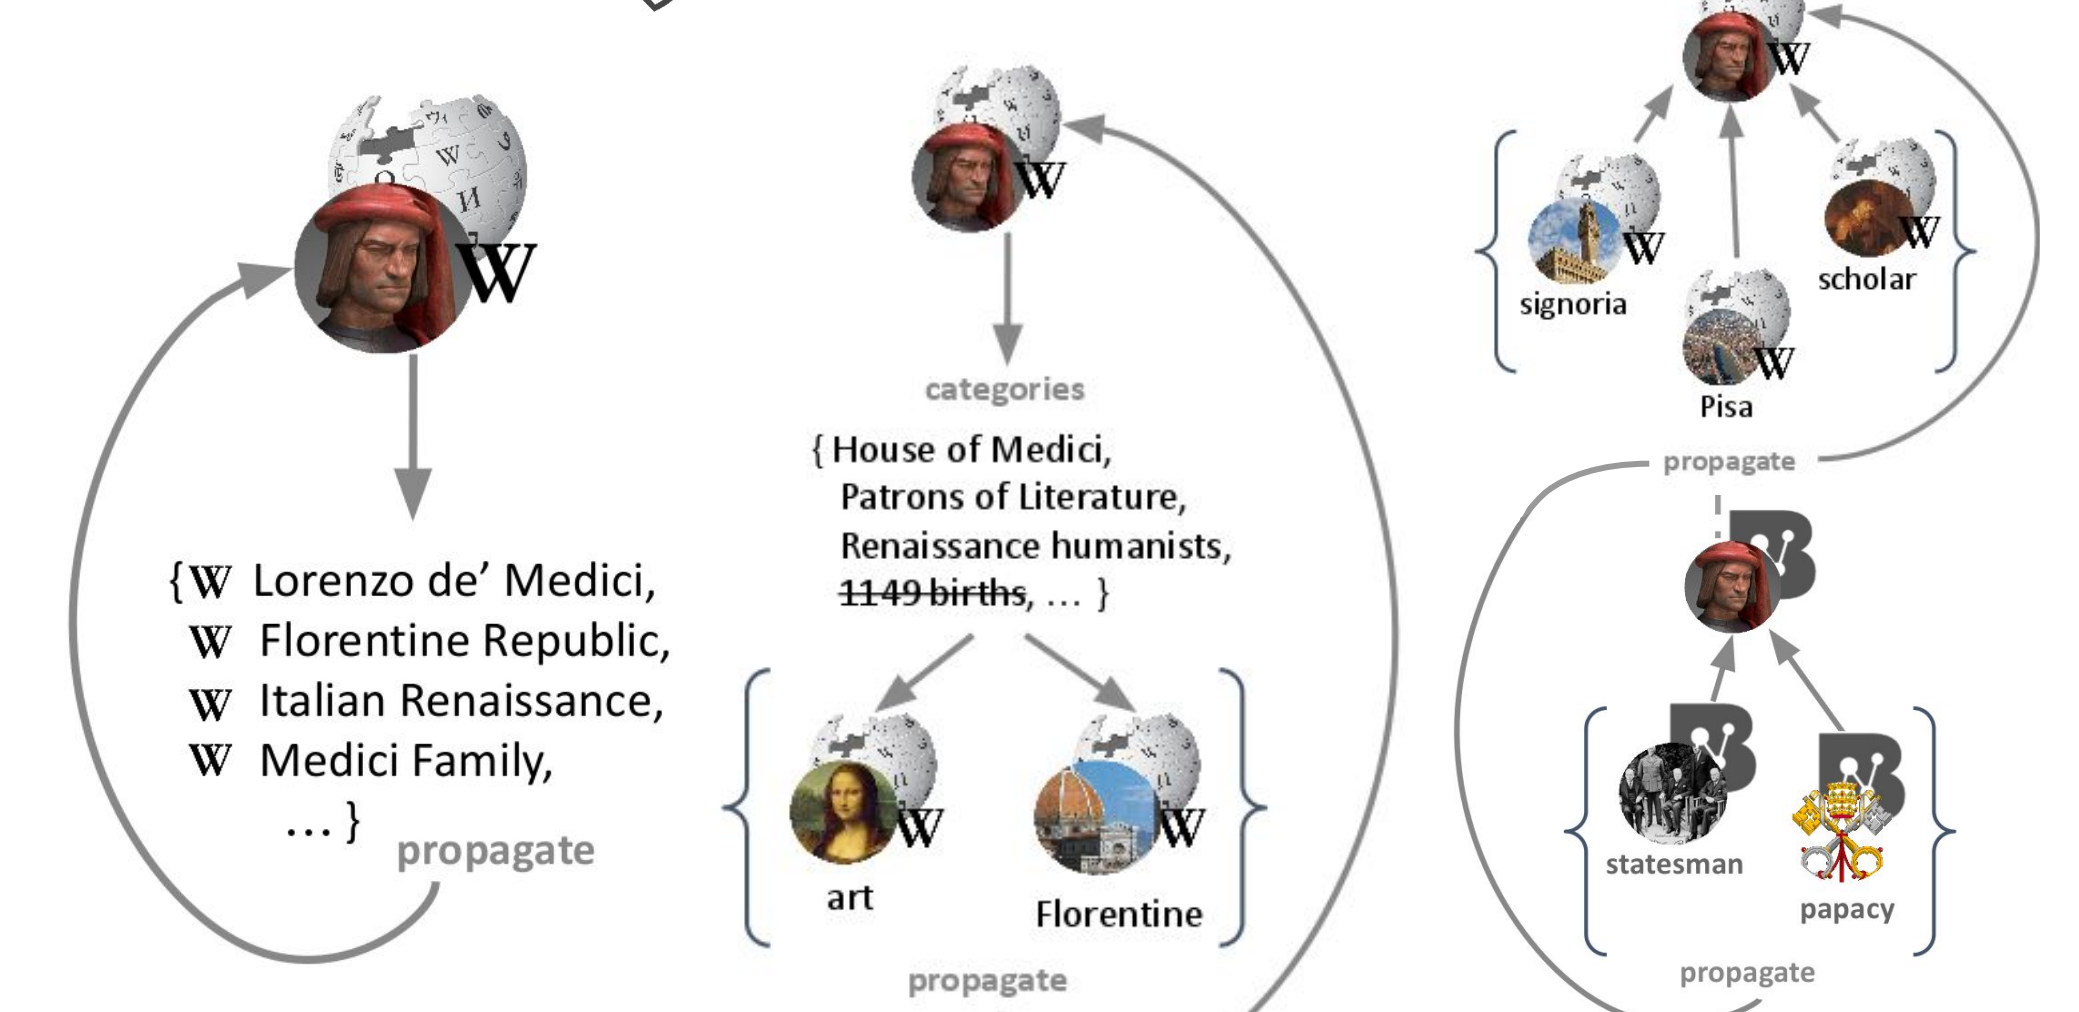 {W Lorenzo de’ Medici,
W Florentine Republic,
W Italian Renaissance,
W Medici Family,
... }
propagate
W
W
categories
{ House of Medici,
Patrons of Literature,
Renaissance humanists,
1149 births, ... }
W
art
W
Florentine
propagate
W
W
signoria
W
scholar
W
Pisa
propagate
B
B
statesman
B
papacy
propagate